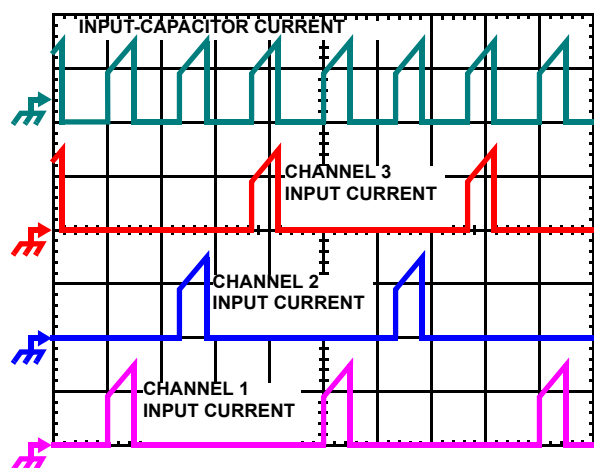 INPUT-CAPACITOR CURRENT
CHANNEL 3
INPUT CURRENT
CHANNEL 2
INPUT CURRENT
CHANNEL 1
INPUT CURRENT